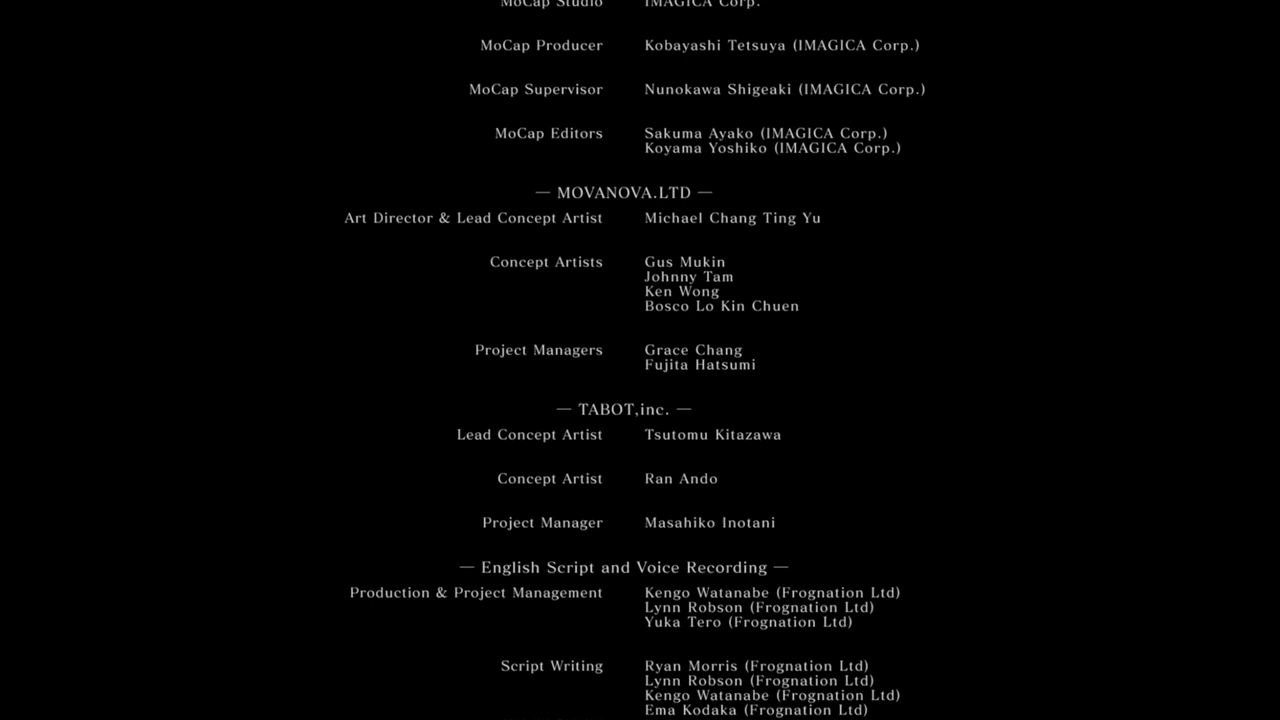 MoCap Studio IMAGICA Corp.
MoCap Producer Kobayashi Tetsuya (IMAGICA Corp.)
MoCap Supervisor Nunokawa Shigeaki (IMAGICA Corp.)
MoCap Editors Sakuma Ayako (IMAGICA Corp.)
Koyama Yoshiko (IMAGICA Corp.)
— MOVANOVA.LTD —
Art Director & Lead Concept Artist Michael Chang Ting Yu
Concept Artists Gus Mukin
Johnny Tam
Ken Wong
Bosco Lo Kin Chuen
Project Managers Grace Chang
Fujita Hatsumi
— TABOT,inc. —
Lead Concept Artist Tsutomu Kitazawa
Concept Artist Ran Ando
Project Manager Masahiko Inotani
— English Script and Voice Recording —
Production & Project Management Kengo Watanabe (Frognation Ltd)
Lynn Robson (Frognation Ltd)
Yuka Tero (Frognation Ltd)
Script Writing Ryan Morris (Frognation Ltd)
Lynn Robson (Frognation Ltd)
Kengo Watanabe (Frognation Ltd)
Ema Kodaka (Frognation Ltd)